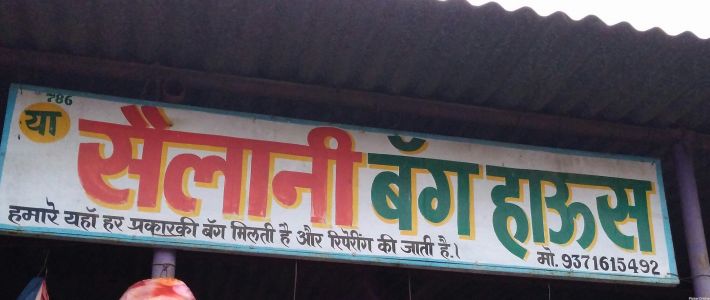 786
या सैलानी बॅग हाऊस
हमारे यहाॅ हर प्रकारकी बॅग मिलती है और रिपेरींग की जाती है.।
मो. 9371615492